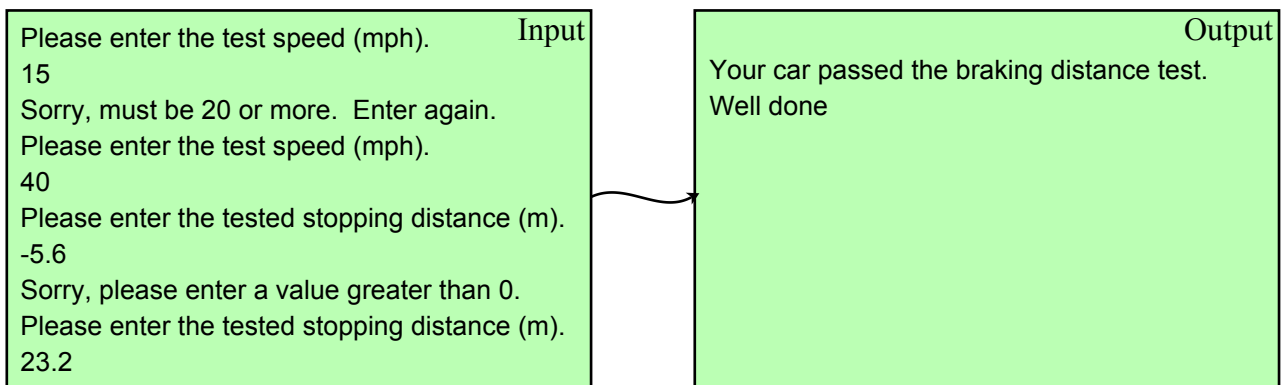 Input
Please enter the test speed (mph).
15
Sorry, must be 20 or more.  Enter again.
Please enter the test speed (mph).
40
Please enter the tested stopping distance (m).
-5.6
Sorry, please enter a value greater than 0.
Please enter the tested stopping distance (m).
23.2
Output
Your car passed the braking distance test.
Well done